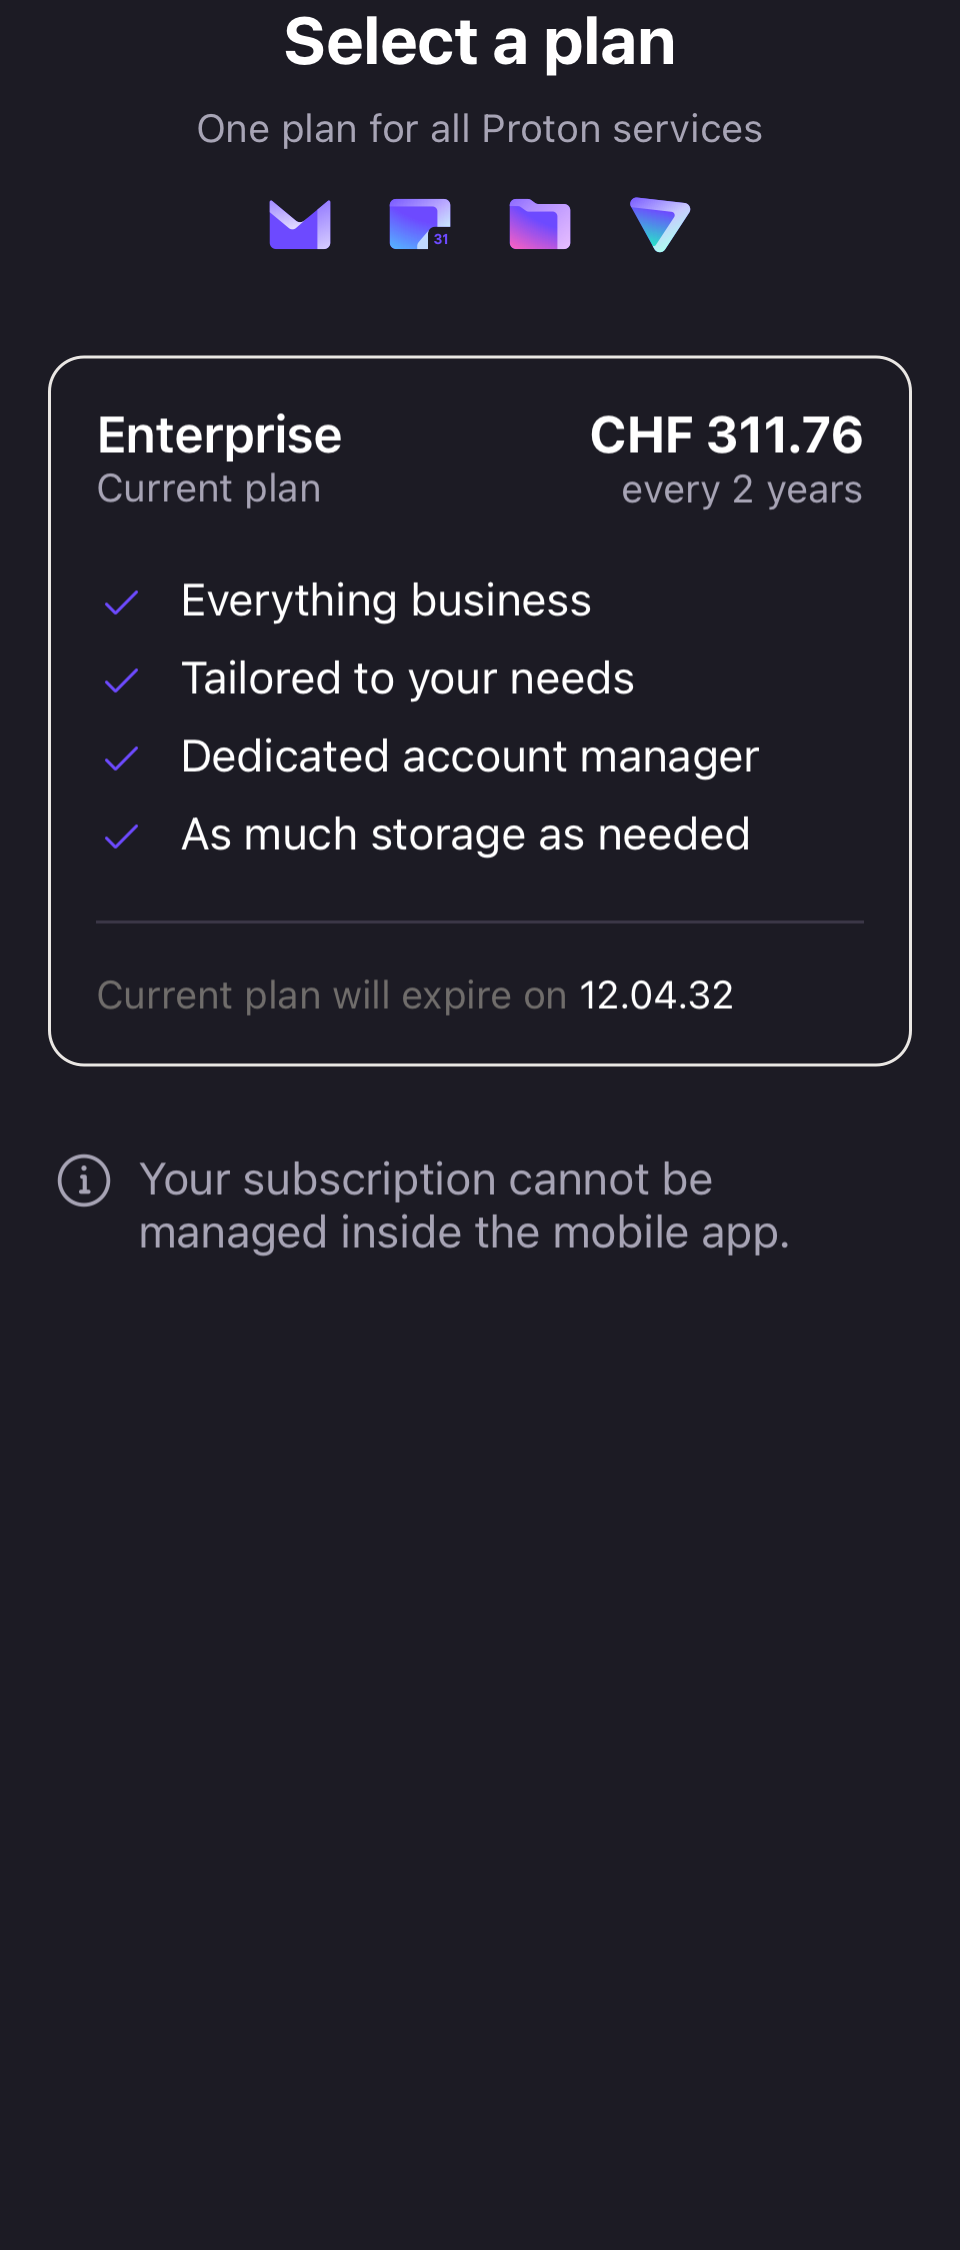 Select a plan
One plan for all Proton services
31
Enterprise
CHF 311.76
Current plan
every 2 years
Everything business
Tailored to your needs
Dedicated account manager
As much storage as needed
Current plan will expire on 12.04.32
Your subscription cannot be
managed inside the mobile app.